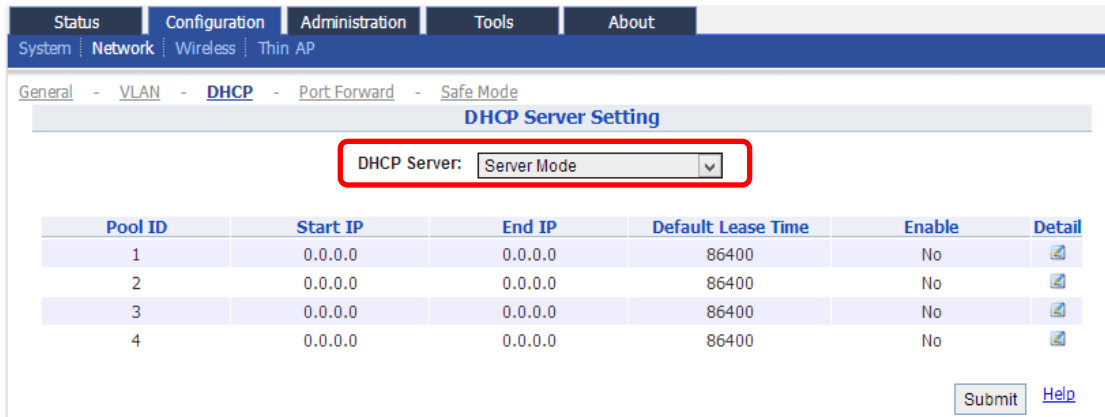 Status Configuration Administration Tools About
System Network Wireless Thin AP
General - VLAN - DHCP - Port Forward - Safe Mode
DHCP Server Setting
DHCP Server: Server Mode
Pool ID Start IP End IP Default Lease Time Enable Detail
1 0.0.0.0 0.0.0.0 86400 No
2 0.0.0.0 0.0.0.0 86400 No
3 0.0.0.0 0.0.0.0 86400 No
4 0.0.0.0 0.0.0.0 86400 No
Submit Help